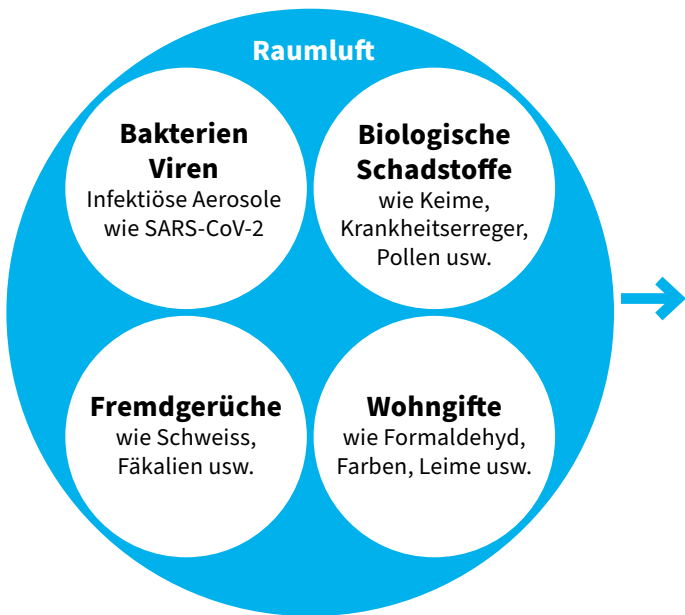 Raumluft
Bakterien
Viren
Infektiöse Aerosole
wie SARS-CoV-2
Biologische
Schadstoffe
wie Keime,
Krankheitserreger,
Pollen usw.
Fremdgerüche
wie Schweiss,
Fäkalien usw.
Wohngifte
wie Formaldehyd,
Farben, Leime usw.